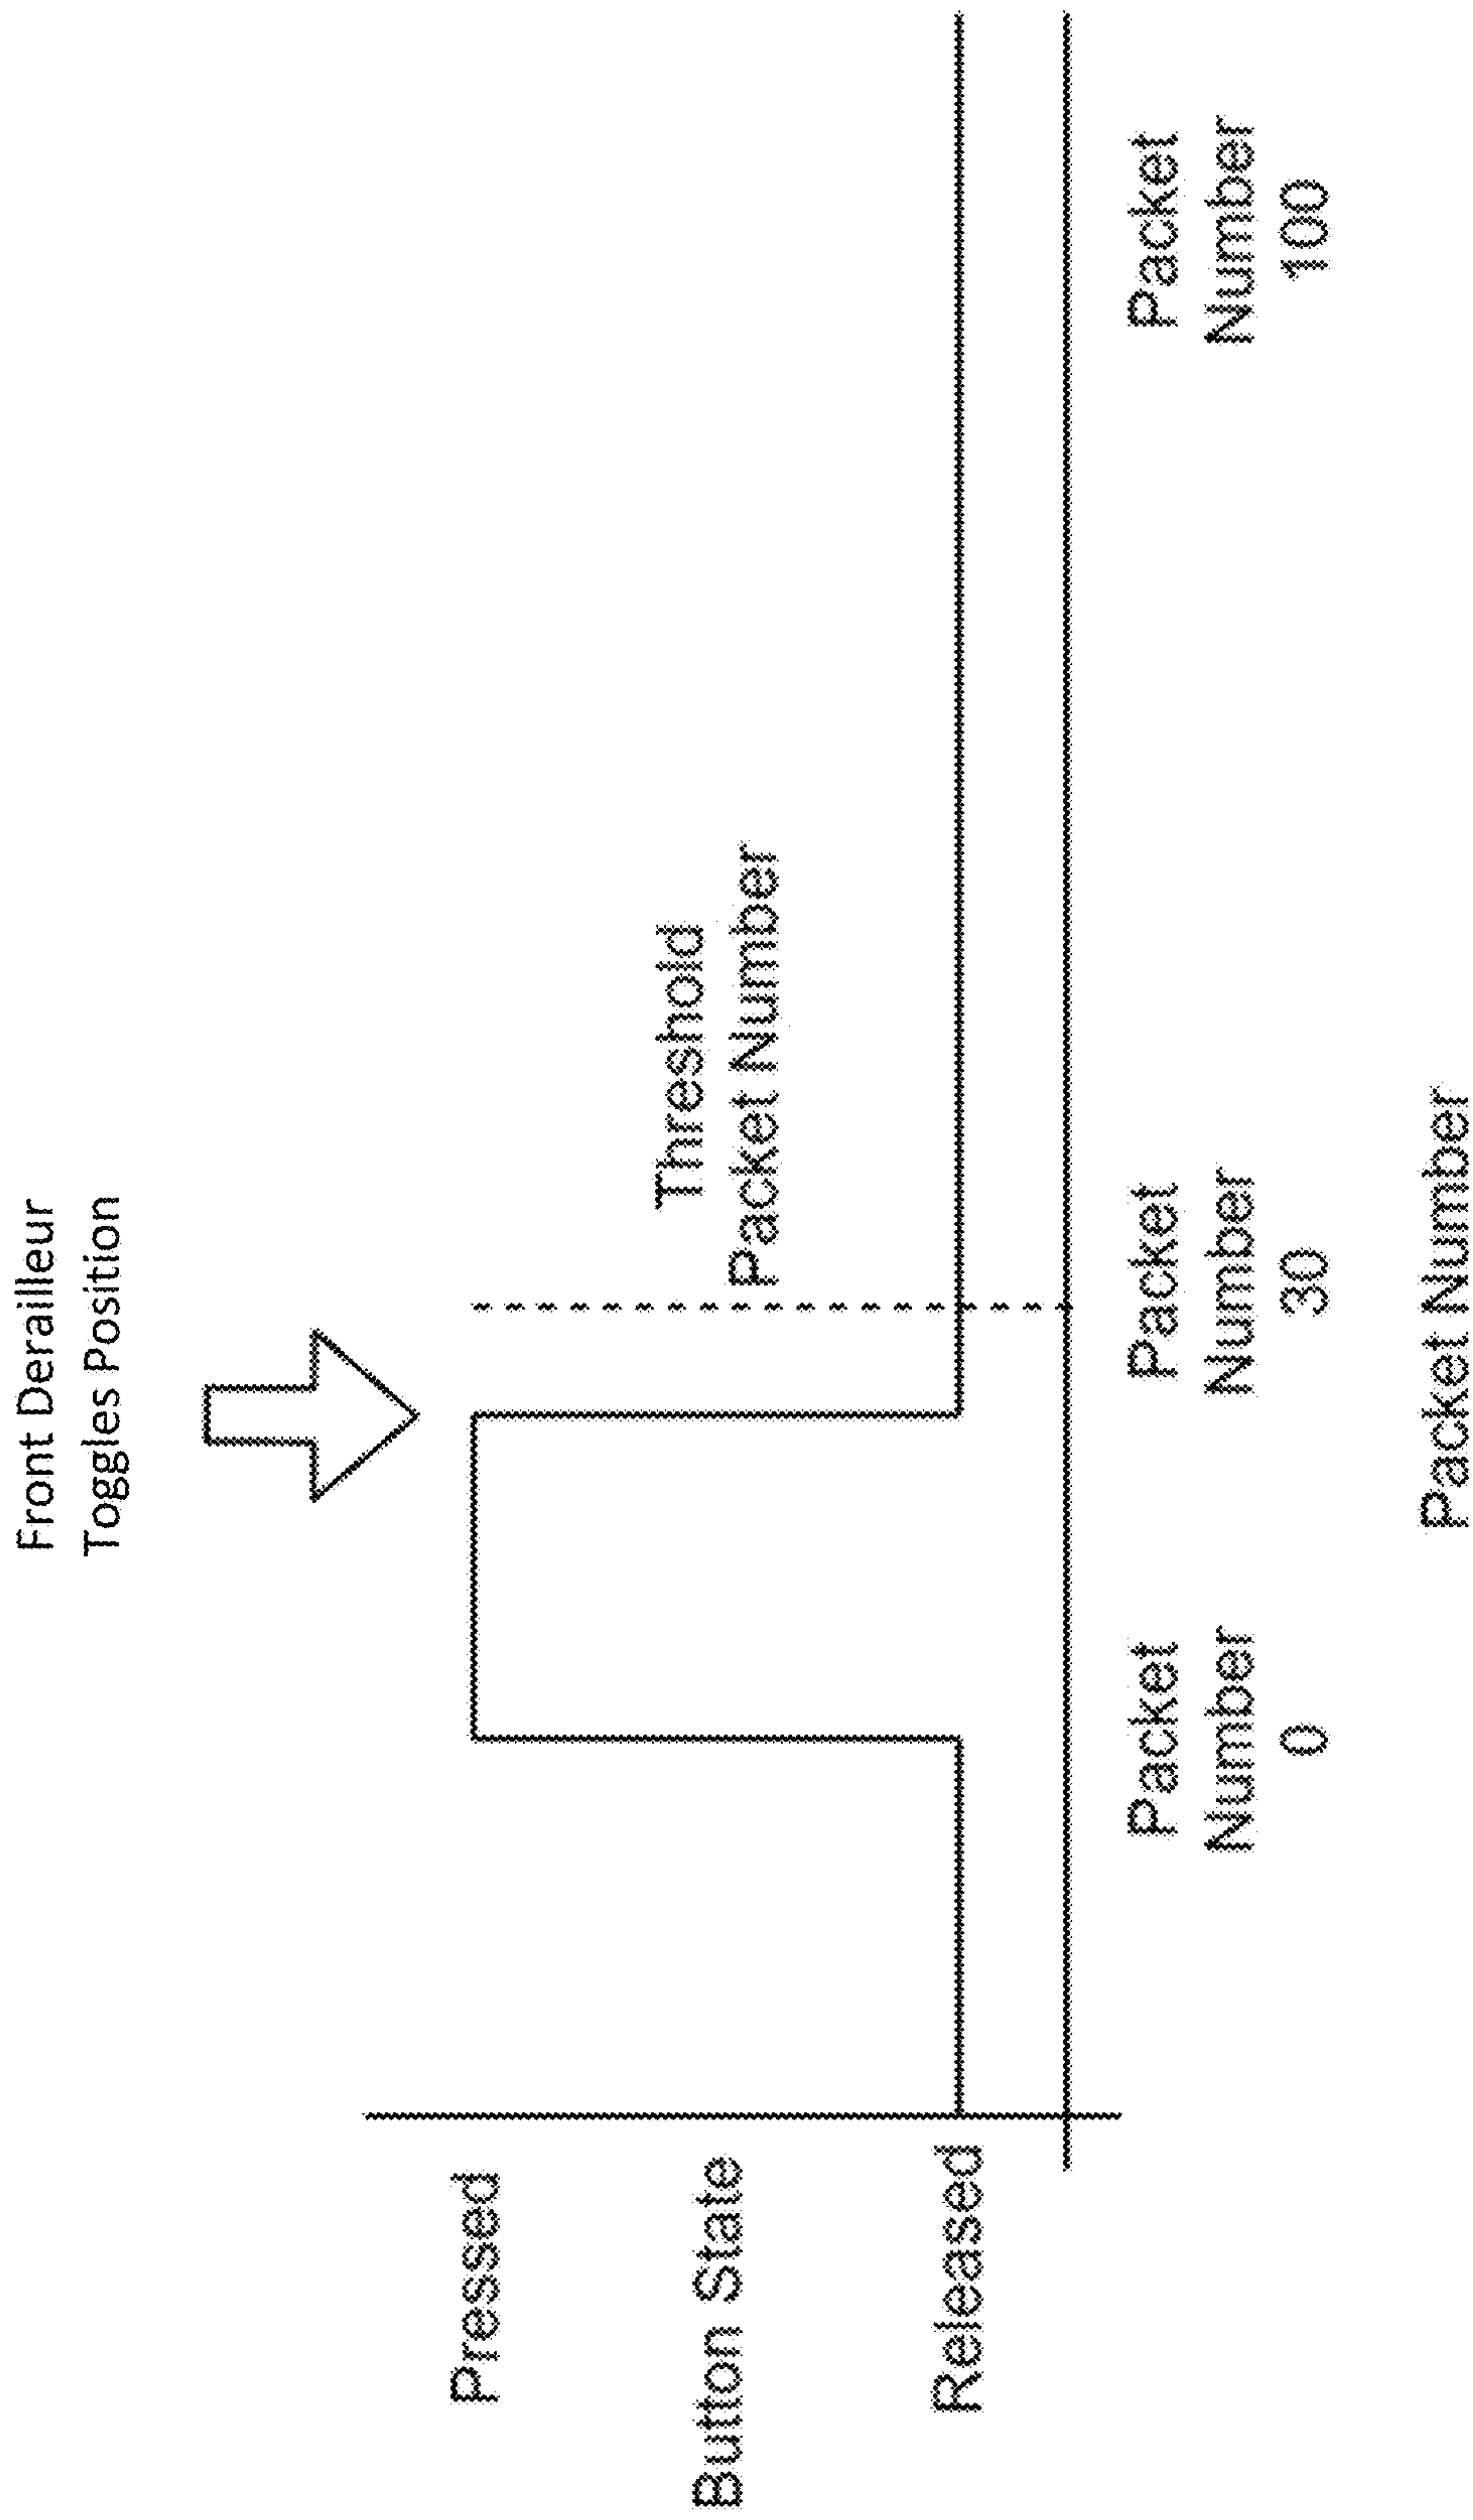 Front Derailleur
Toggles Position
Pressed
Button State
Released
Threshold
Packet Number
Packet
Number
0
Packet
Number
30
Packet
Number
100
Packet Number